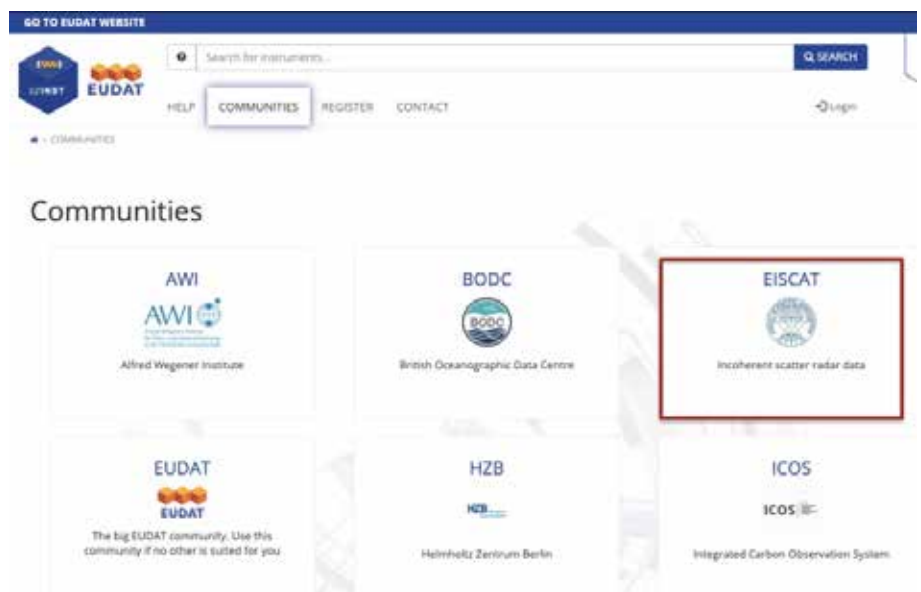 GO TO EUDAT WEBSITE
Search for instruments...
SEARCH
EUDAT
HELP COMMUNITIES REGISTER CONTACT
Login
COMMUNITIES
Communities
AWI
AWI
Alfred Wegener Institute
BODC
BODC
British Oceanographic Data Centre
EISCAT
Incoherent scatter radar data
EUDAT
EUDAT
The big EUDAT community. Use this
community if no other is suited for you
HZB
HZB
Helmholtz Zentrum Berlin
ICOS
ICOS
Integrated Carbon Observation System